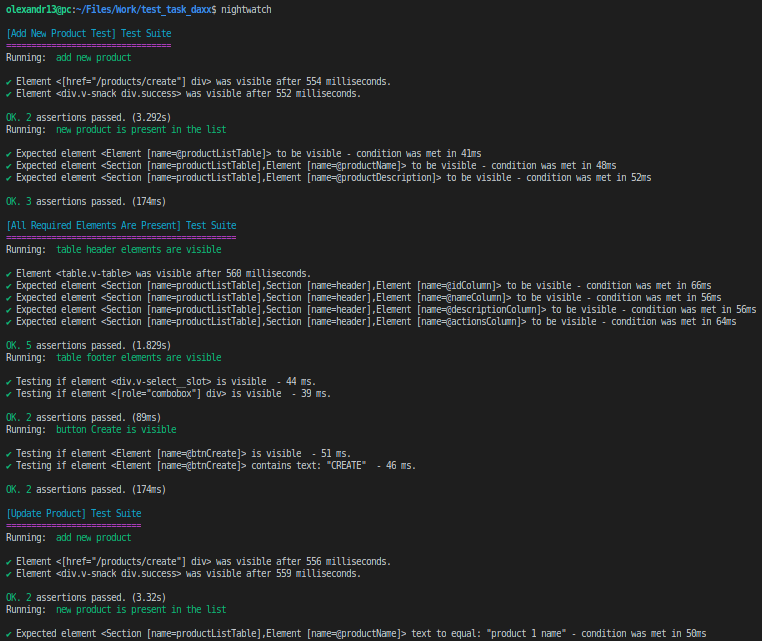 olexandr13@pc:~/Files/Work/test_task_daxx$ nightwatch
[Add New Product Test] Test Suite
=================================
Running:  add new product
✔ Element <[href="/products/create"] div> was visible after 554 milliseconds.
✔ Element <div.v-snack div.success> was visible after 552 milliseconds.
OK. 2 assertions passed. (3.292s)
Running:  new product is present in the list
✔ Expected element <Element [name=@productListTable]> to be visible - condition was met in 41ms
✔ Expected element <Section [name=productListTable],Element [name=@productName]> to be visible - condition was met in 48ms
✔ Expected element <Section [name=productListTable],Element [name=@productDescription]> to be visible - condition was met in 52ms
OK. 3 assertions passed. (174ms)
[All Required Elements Are Present] Test Suite
==============================================
Running:  table header elements are visible
✔ Element <table.v-table> was visible after 560 milliseconds.
✔ Expected element <Section [name=productListTable],Section [name=header],Element [name=@idColumn]> to be visible - condition was met in 66ms
✔ Expected element <Section [name=productListTable],Section [name=header],Element [name=@nameColumn]> to be visible - condition was met in 56ms
✔ Expected element <Section [name=productListTable],Section [name=header],Element [name=@descriptionColumn]> to be visible - condition was met in 56ms
✔ Expected element <Section [name=productListTable],Section [name=header],Element [name=@actionsColumn]> to be visible - condition was met in 64ms
OK. 5 assertions passed. (1.829s)
Running:  table footer elements are visible
✔ Testing if element <div.v-select__slot> is visible  - 44 ms.
✔ Testing if element <[role="combobox"] div> is visible  - 39 ms.
OK. 2 assertions passed. (89ms)
Running:  button Create is visible
✔ Testing if element <Element [name=@btnCreate]> is visible  - 51 ms.
✔ Testing if element <Element [name=@btnCreate]> contains text: "CREATE"  - 46 ms.
OK. 2 assertions passed. (174ms)
[Update Product] Test Suite
===========================
Running:  add new product
✔ Element <[href="/products/create"] div> was visible after 556 milliseconds.
✔ Element <div.v-snack div.success> was visible after 559 milliseconds.
OK. 2 assertions passed. (3.32s)
Running:  new product is present in the list
✔ Expected element <Section [name=productListTable],Element [name=@productName]> text to equal: "product 1 name" - condition was met in 50ms